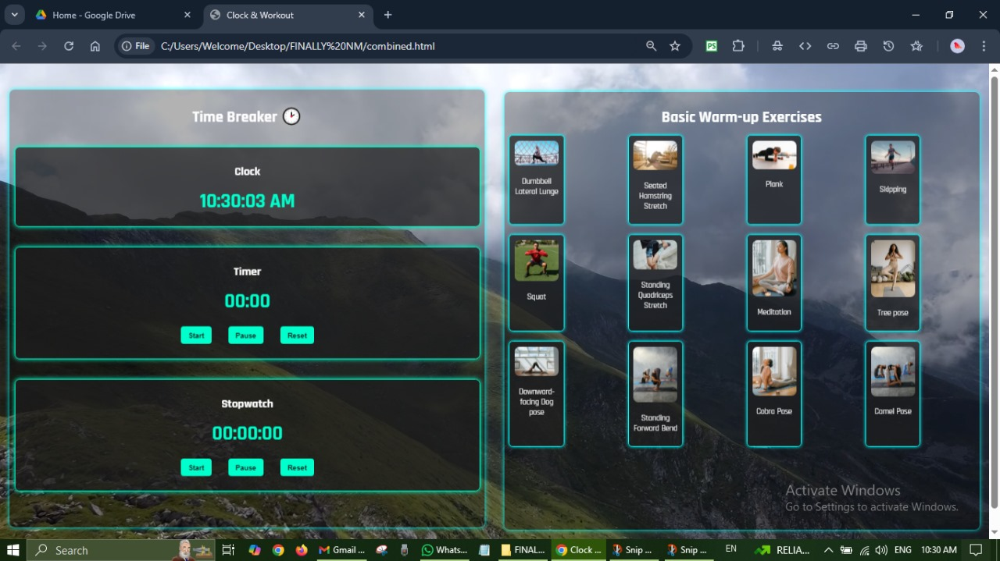 Home - Google Drive
Clock & Workout
File
C:/Users/Welcome/Desktop/FINALLY%20NM/combined.html
PS
Time Breaker
Clock
10:30:03 AM
Timer
00:00
Start Pause Reset
Stopwatch
00:00:00
Start Pause Reset
Basic Warm-up Exercises
Dumbbell
Lateral Lunge
Seated
Hamstring
Stretch
Plank
Skipping
Squat
Standing
Quadriceps
Stretch
Meditation
Tree pose
Downward-
facing Dog
pose
Standing
Forward Bend
Cobra Pose
Camel Pose
Activate Windows
Go to Settings to activate Windows.
Search
Gmail ...
Whats...
FINAL...
Clock ...
Snip ...
Snip ...
EN
RELIA...
ENG
10:30 AM